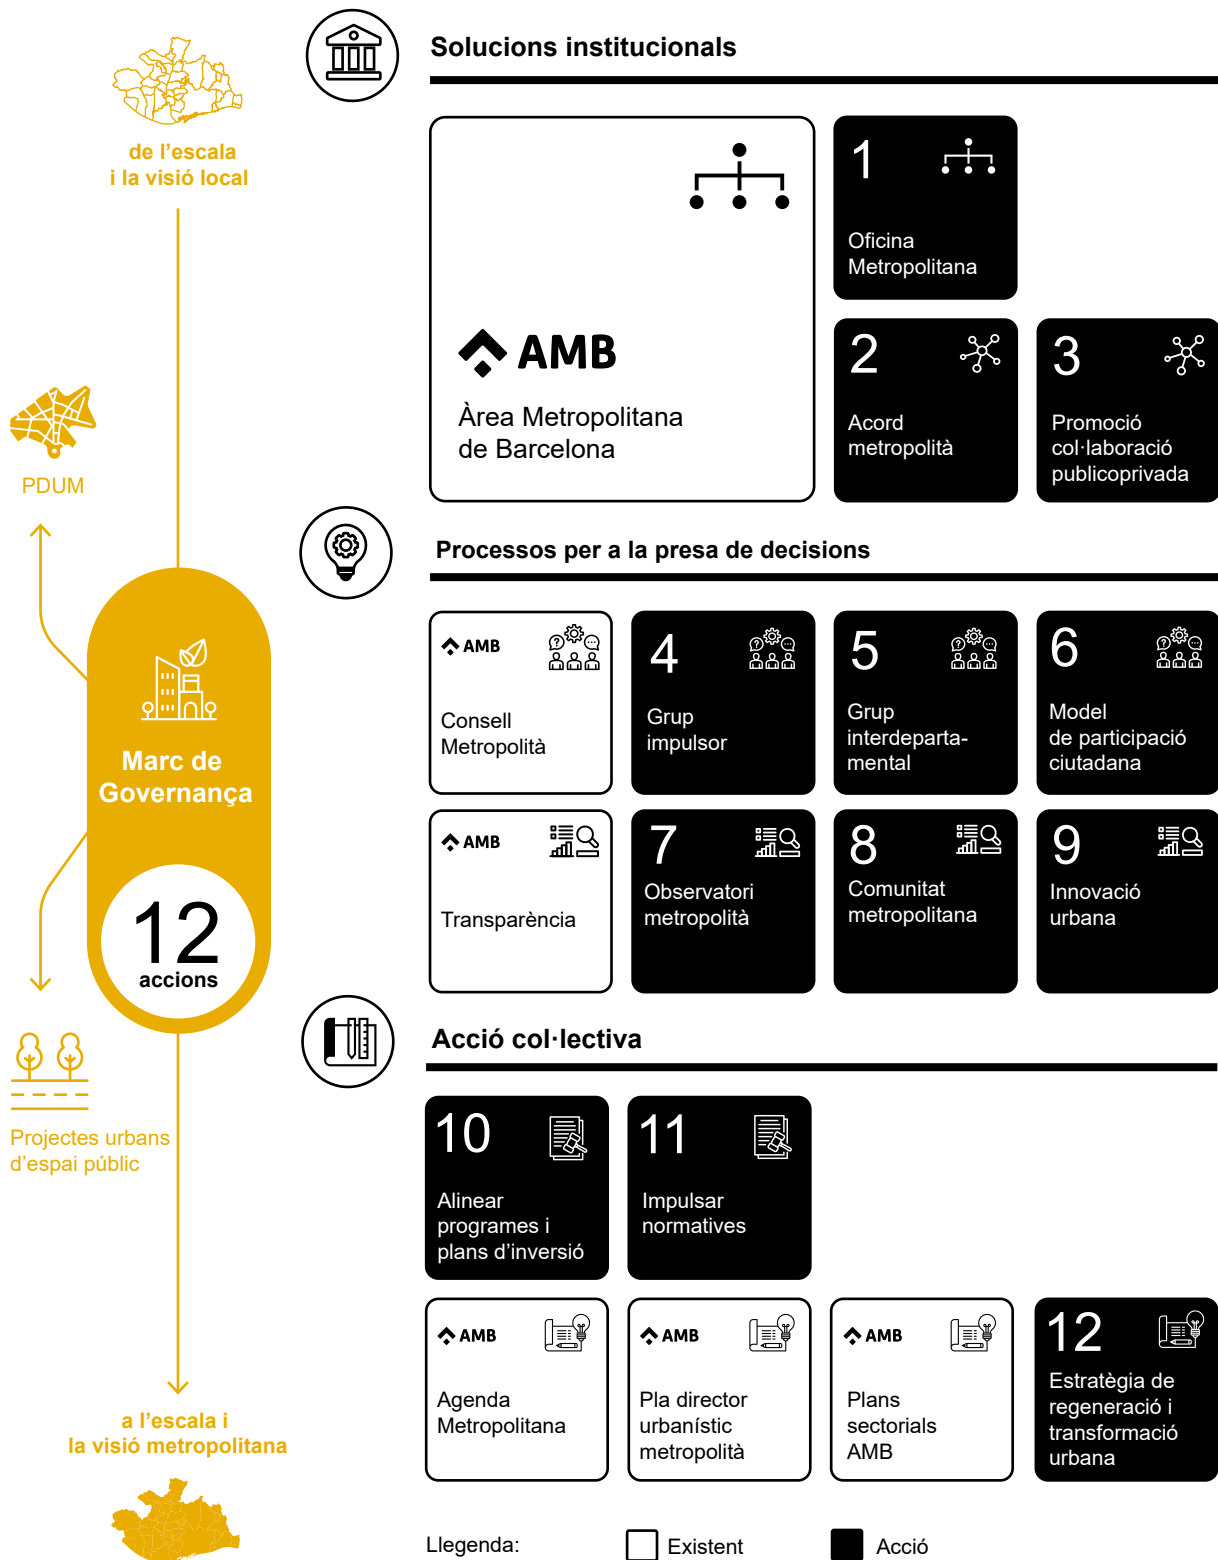 de l'escala
i la visió local
PDUM
Marc de
Governança
12
accions
Projectes urbans
d'espai públic
a l'escala i
la visió metropolitana
Solucions institucionals
AMB
Àrea Metropolitana
de Barcelona
1
Oficina
Metropolitana
2
Acord
metropolità
3
Promoció
col·laboració
publicoprivada
Processos per a la presa de decisions
AMB
Consell
Metropolità
4
Grup
impulsor
5
Grup
interdeparta-
mental
6
Model
de participació
ciutadana
AMB
Transparència
7
Observatori
metropolità
8
Comunitat
metropolitana
9
Innovació
urbana
Acció col·lectiva
10
Alinear
programes i
plans d'inversió
11
Impulsar
normatives
AMB
Agenda
Metropolitana
AMB
Pla director
urbanístic
metropolità
AMB
Plans
sectorials
AMB
12
Estratègia de
regeneració i
transformació
urbana
Llegenda:
Existent
Acció